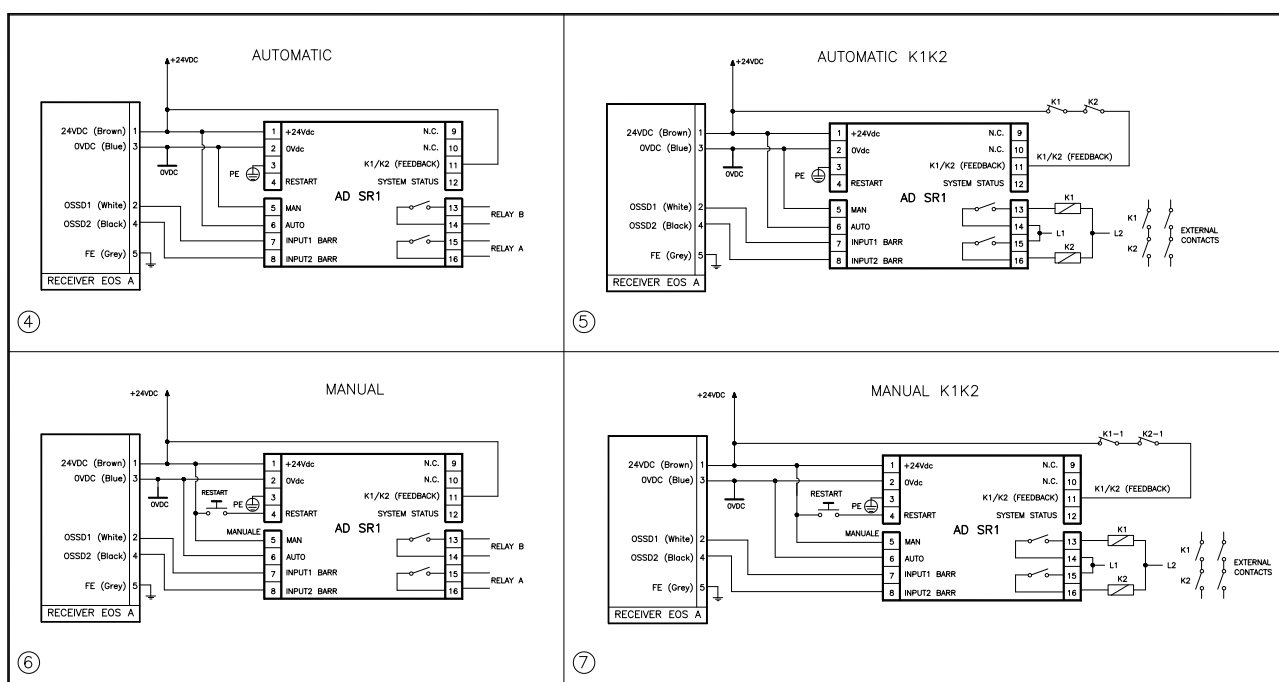 AUTOMATIC
+24VDC
24VDC (Brown) 1
0VDC (Blue) 3
0VDC
OSSD1 (White) 2
OSSD2 (Black) 4
FE (Grey) 5
RECEIVER EOS A
PE
1 +24Vdc
2 0Vdc
3
4 RESTART
N.C. 9
N.C. 10
K1/K2 (FEEDBACK) 11
SYSTEM STATUS 12
AD SR1
5 MAN
6 AUTO
7 INPUT1 BARR
8 INPUT2 BARR
13
14
15
16
RELAY B
RELAY A
4
AUTOMATIC K1K2
+24VDC
K1 K2
24VDC (Brown) 1
0VDC (Blue) 3
0VDC
OSSD1 (White) 2
OSSD2 (Black) 4
FE (Grey) 5
RECEIVER EOS A
PE
1 +24Vdc
2 0Vdc
3
4 RESTART
N.C. 9
N.C. 10
K1/K2 (FEEDBACK) 11
SYSTEM STATUS 12
K1/K2 (FEEDBACK)
AD SR1
5 MAN
6 AUTO
7 INPUT1 BARR
8 INPUT2 BARR
13
14
15
16
K1
L1
L2
K2
K1
K2
EXTERNAL
CONTACTS
5
MANUAL
+24VDC
24VDC (Brown) 1
0VDC (Blue) 3
0VDC
OSSD1 (White) 2
OSSD2 (Black) 4
FE (Grey) 5
RECEIVER EOS A
RESTART
PE
MANUALE
1 +24Vdc
2 0Vdc
3
4 RESTART
N.C. 9
N.C. 10
K1/K2 (FEEDBACK) 11
SYSTEM STATUS 12
AD SR1
5 MAN
6 AUTO
7 INPUT1 BARR
8 INPUT2 BARR
13
14
15
16
RELAY B
RELAY A
6
MANUAL K1K2
+24VDC
K1-1 K2-1
24VDC (Brown) 1
0VDC (Blue) 3
0VDC
OSSD1 (White) 2
OSSD2 (Black) 4
FE (Grey) 5
RECEIVER EOS A
RESTART
PE
MANUALE
1 +24Vdc
2 0Vdc
3
4 RESTART
N.C. 9
N.C. 10
K1/K2 (FEEDBACK) 11
SYSTEM STATUS 12
K1/K2 (FEEDBACK)
AD SR1
5 MAN
6 AUTO
7 INPUT1 BARR
8 INPUT2 BARR
13
14
15
16
K1
L1
L2
K2
K1
K2
EXTERNAL
CONTACTS
7